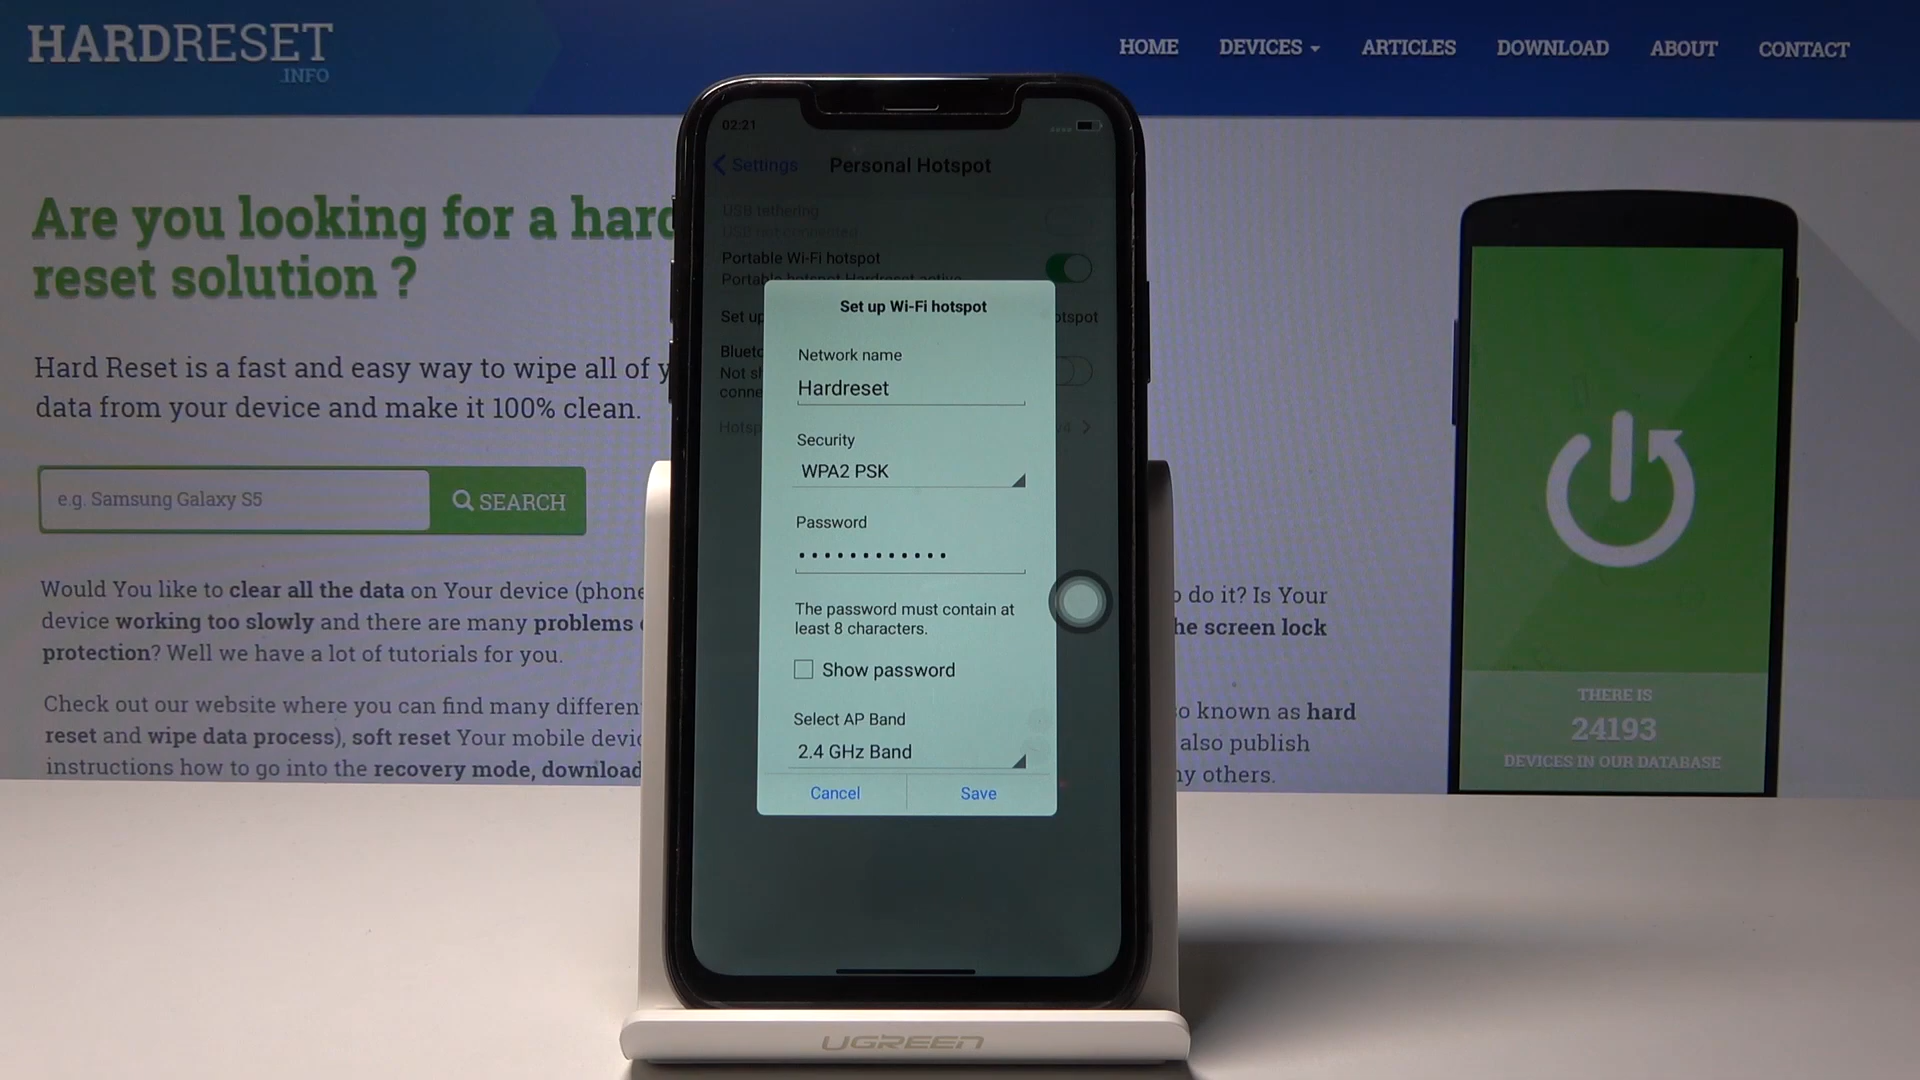 HARDRESET
.INFO
HOME DEVICES ARTICLES DOWNLOAD ABOUT CONTACT
Are you looking for a hard
reset solution ?
Hard Reset is a fast and easy way to wipe all of y
data from your device and make it 100% clean.
e.g. Samsung Galaxy S5
SEARCH
Would You like to clear all the data on Your device (phone
device working too slowly and there are many problems
protection? Well we have a lot of tutorials for you.
Check out our website where you can find many differen
reset and wipe data process), soft reset Your mobile devic
instructions how to go into the recovery mode, download
02:21
Settings Personal Hotspot
USB tethering
USB not connected
Portable Wi-Fi hotspot
Portable hotspot Hardreset active
Set up
otspot
Bluet
Not s
conne
Hotsp
v4
Set up Wi-Fi hotspot
Network name
Hardreset
Security
WPA2 PSK
Password
••••••••••••
The password must contain at
least 8 characters.
Show password
Select AP Band
2.4 GHz Band
Cancel Save
do it? Is Your
he screen lock
o known as hard
also publish
ny others.
THERE IS
24193
DEVICES IN OUR DATABASE
UGREEN